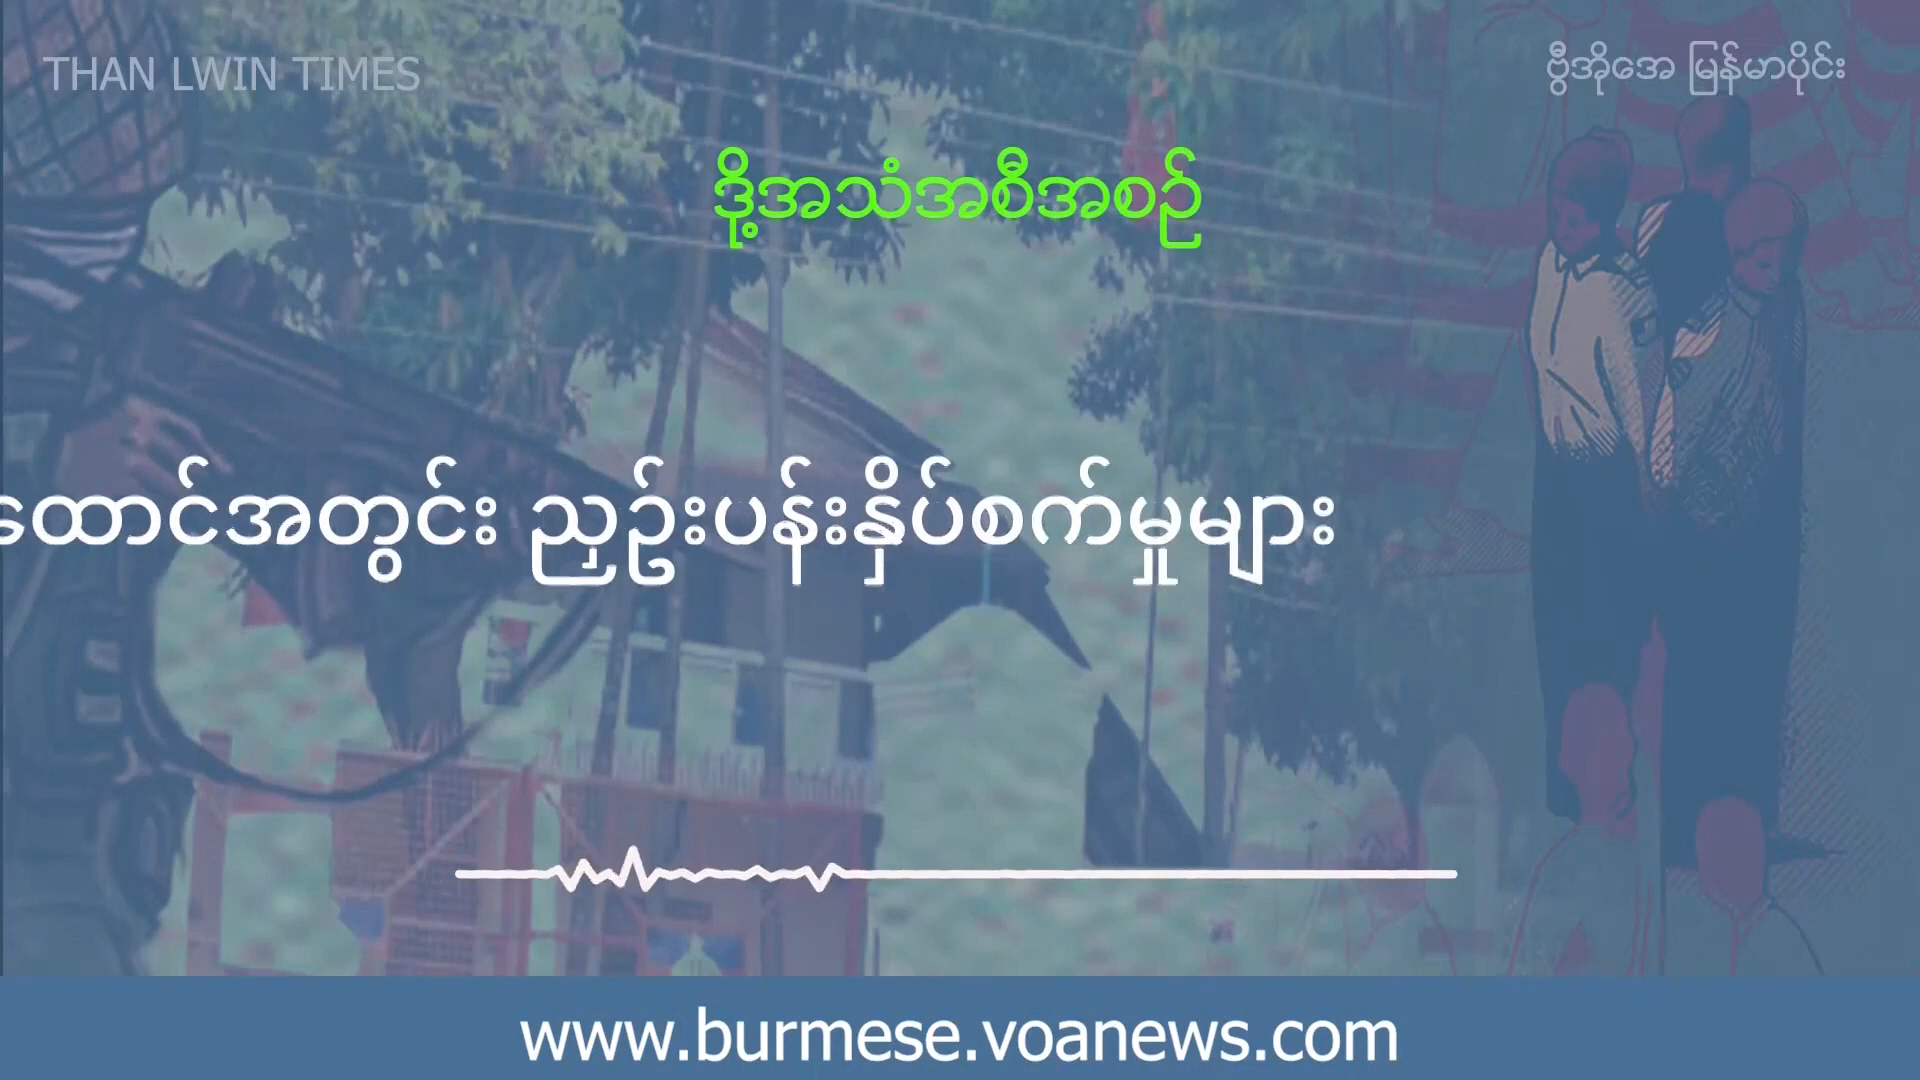 THAN LWIN TIMES
ဗွီအိုအေ မြန်မာပိုင်း
ဒို့အသံအစီအစဉ်
ထောင်အတွင်း ညှဉ်းပန်းနှိပ်စက်မှုများ
www.burmese.voanews.com